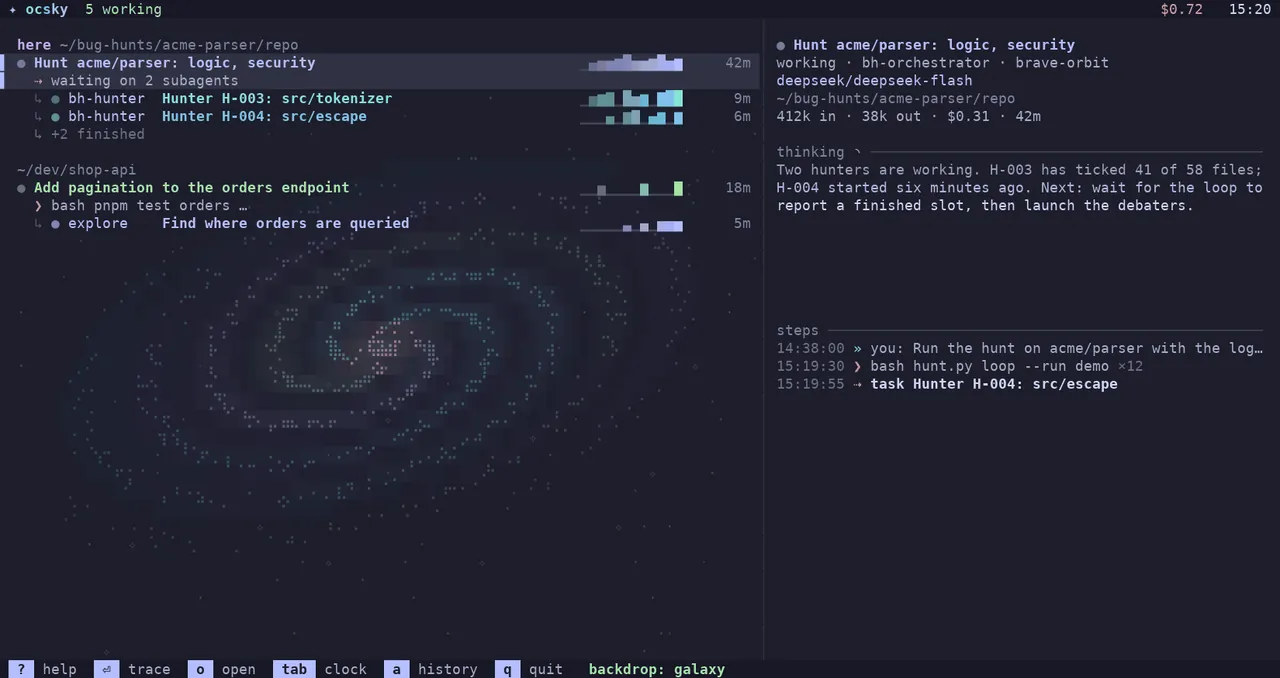 ✦ ocsky 5 working $0.72 15:20
here ~/bug-hunts/acme-parser/repo
● Hunt acme/parser: logic, security 42m
⇢ waiting on 2 subagents
↳ ● bh-hunter Hunter H-003: src/tokenizer 9m
↳ ● bh-hunter Hunter H-004: src/escape 6m
↳ +2 finished
~/dev/shop-api
● Add pagination to the orders endpoint 18m
❯ bash pnpm test orders …
↳ ● explore Find where orders are queried 5m
● Hunt acme/parser: logic, security
working · bh-orchestrator · brave-orbit
deepseek/deepseek-flash
~/bug-hunts/acme-parser/repo
412k in · 38k out · $0.31 · 42m
thinking
Two hunters are working. H-003 has ticked 41 of 58 files;
H-004 started six minutes ago. Next: wait for the loop to
report a finished slot, then launch the debaters.
steps
14:38:00 » you: Run the hunt on acme/parser with the log…
15:19:30 ❯ bash hunt.py loop --run demo ×12
15:19:55 ⇢ task Hunter H-004: src/escape
? help ⏎ trace o open tab clock a history q quit backdrop: galaxy